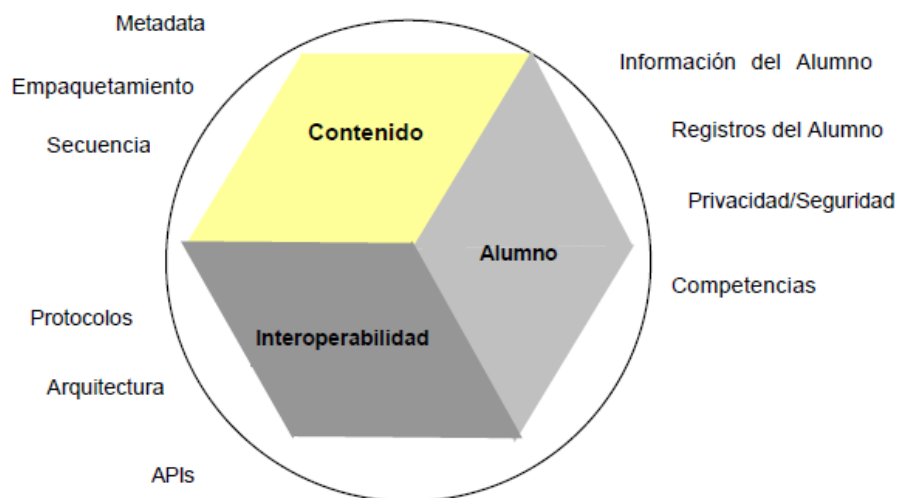 Metadata
Empaquetamiento
Secuencia
Contenido
Información del Alumno
Registros del Alumno
Privacidad/Seguridad
Alumno
Competencias
Interoperabilidad
Protocolos
Arquitectura
APIs